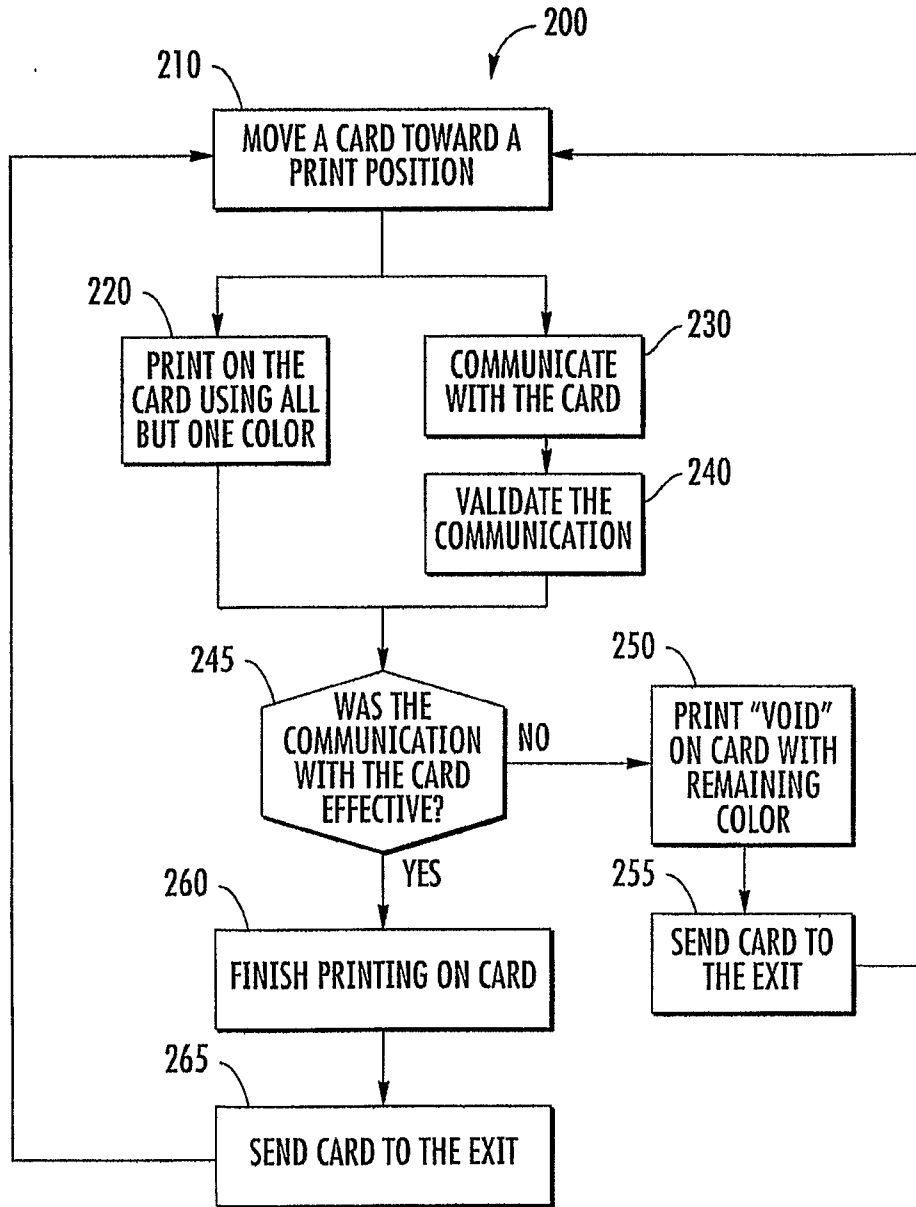 200
210
MOVE A CARD TOWARD A
PRINT POSITION
220
PRINT ON THE
CARD USING ALL
BUT ONE COLOR
230
COMMUNICATE
WITH THE CARD
240
VALIDATE THE
COMMUNICATION
245
WAS THE
COMMUNICATION
WITH THE CARD
EFFECTIVE?
NO
YES
250
PRINT “VOID”
ON CARD WITH
REMAINING
COLOR
255
SEND CARD TO
THE EXIT
260
FINISH PRINTING ON CARD
265
SEND CARD TO THE EXIT